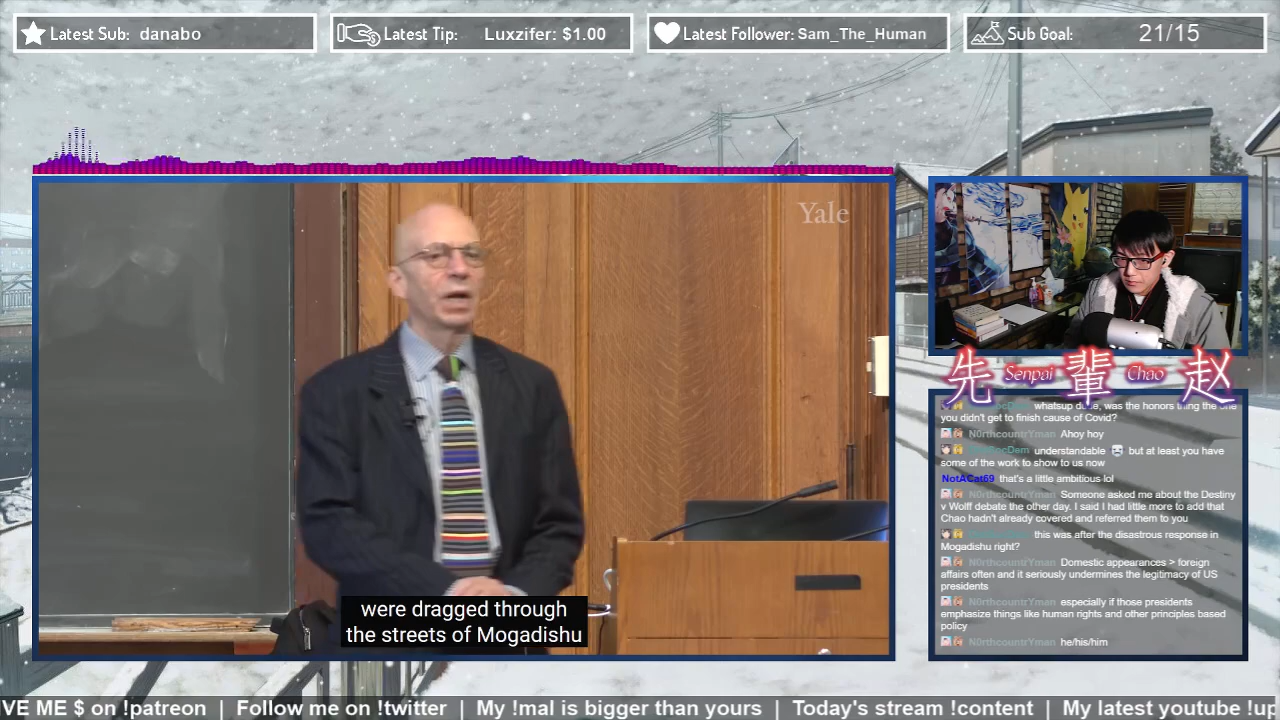 Latest Sub: danabo
Latest Tip: Luxzifer: $1.00
Latest Follower: Sam_The_Human
Sub Goal: 21/15
Yale
were dragged through
the streets of Mogadishu
先 Senpai 輩 Chao 赵
whatsup dude, was the honors thing the one
you didn't get to finish cause of Covid?
N0rthcountrYman Ahoy hoy
understandable 😭 but at least you have
some of the work to show to us now
NotACat69 that's a little ambitious lol
N0rthcountrYman Someone asked me about the Destiny
v Wolff debate the other day. I said I had little more to add that
Chao hadn't already covered and referred them to you
this was after the disastrous response in
Mogadishu right?
N0rthcountrYman Domestic appearances > foreign
affairs often and it seriously undermines the legitimacy of US
presidents
N0rthcountrYman especially if those presidents
emphasize things like human rights and other principles based
policy
N0rthcountrYman he/his/him
VE ME $ on !patreon | Follow me on !twitter | My !mal is bigger than yours | Today's stream !content | My latest youtube !up